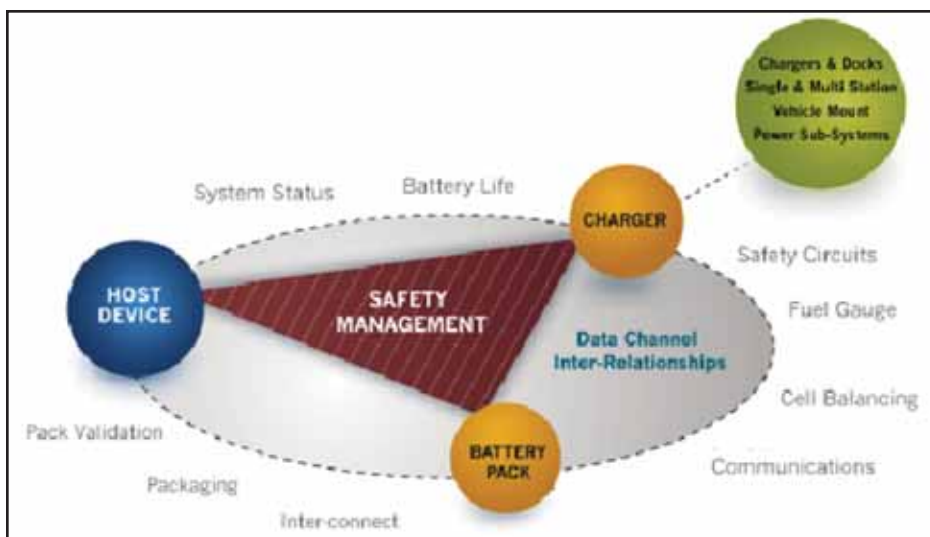 Chargers & Docks
Single & Multi Station
Vehicle Mount
Power Sub-Systems
System Status
Battery Life
CHARGER
Safety Circuits
HOST
DEVICE
SAFETY
MANAGEMENT
Fuel Gauge
Data Channel
Inter-Relationships
Cell Balancing
Pack Validation
BATTERY
PACK
Communications
Packaging
Inter-connect